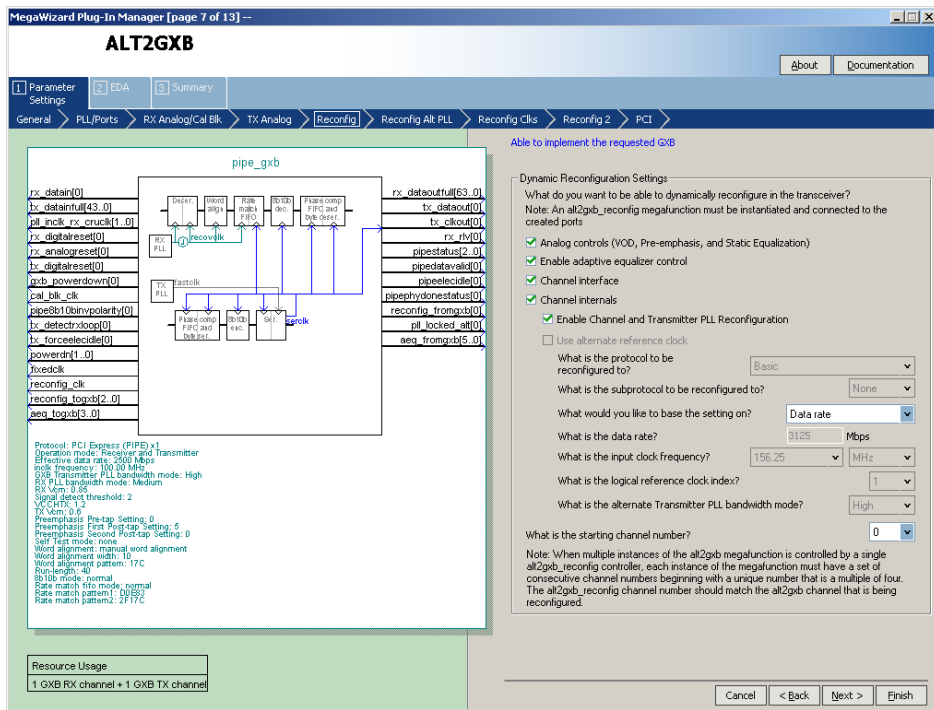 MegaWizard Plug-In Manager [page 7 of 13] --
ALT2GXB
About
Documentation
1 Parameter Settings
2 EDA
3 Summary
General
PLL/Ports
RX Analog/Cal Blk
TX Analog
Reconfig
Reconfig Alt PLL
Reconfig Clks
Reconfig 2
PCI
Able to implement the requested GXB
pipe_gxb
rx_datain[0]
tx_datainfull[43..0]
pll_inclk_rx_cruclk[1..0]
rx_digitalreset[0]
rx_analogreset[0]
tx_digitalreset[0]
gxb_powerdown[0]
cal_blk_clk
pipe8b10binvpolarity[0]
tx_detectrxloop[0]
tx_forceelecidle[0]
powerdn[1..0]
fixedclk
reconfig_clk
reconfig_togxb[2..0]
aeq_togxb[3..0]
Deser.
Word align
Rate match FIFO
8b10b dec.
Phase comp FIFO and byte deser.
RX PLL
recovclk
TX PLL
fastclk
Phase comp FIFO and byte ser.
8b10b enc.
Ser.
serclk
rx_dataoutfull[63..0]
tx_dataout[0]
tx_clkout[0]
rx_rlv[0]
pipestatus[2..0]
pipedatavalid[0]
pipeelecidle[0]
pipephydonestatus[0]
reconfig_fromgxb[0]
pll_locked_alt[0]
aeq_fromgxb[5..0]
Protocol: PCI Express (PIPE) x1
Operation mode: Receiver and Transmitter
Effective data rate: 2500 Mbps
inclk frequency: 100.00 MHz
GXB Transmitter PLL bandwidth mode: High
RX PLL bandwidth mode: Medium
RX Vcm: 0.85
Signal detect threshold: 2
VCCHTX: 1.2
TX Vcm: 0.6
Preemphasis Pre-tap Setting: 0
Preemphasis First Post-tap Setting: 5
Preemphasis Second Post-tap Setting: 0
Self Test mode: none
Word alignment: manual word alignment
Word alignment width: 10
Word alignment pattern: 17C
Run-length: 40
8b10b mode: normal
Rate match fifo mode: normal
Rate match pattern1: D0E83
Rate match pattern2: 2F17C
Resource Usage
1 GXB RX channel + 1 GXB TX channel
Dynamic Reconfiguration Settings
What do you want to be able to dynamically reconfigure in the transceiver?
Note: An alt2gxb_reconfig megafunction must be instantiated and connected to the
created ports
Analog controls (VOD, Pre-emphasis, and Static Equalization)
Enable adaptive equalizer control
Channel interface
Channel internals
Enable Channel and Transmitter PLL Reconfiguration
Use alternate reference clock
What is the protocol to be
reconfigured to?
Basic
What is the subprotocol to be reconfigured to?
None
What would you like to base the setting on?
Data rate
What is the data rate?
3125
Mbps
What is the input clock frequency?
156.25
MHz
What is the logical reference clock index?
1
What is the alternate Transmitter PLL bandwidth mode?
High
What is the starting channel number?
0
Note: When multiple instances of the alt2gxb megafunction is controlled by a single
alt2gxb_reconfig controller, each instance of the megafunction must have a set of
consecutive channel numbers beginning with a unique number that is a multiple of four.
The alt2gxb_reconfig channel number should match the alt2gxb channel that is being
reconfigured.
Cancel
< Back
Next >
Finish